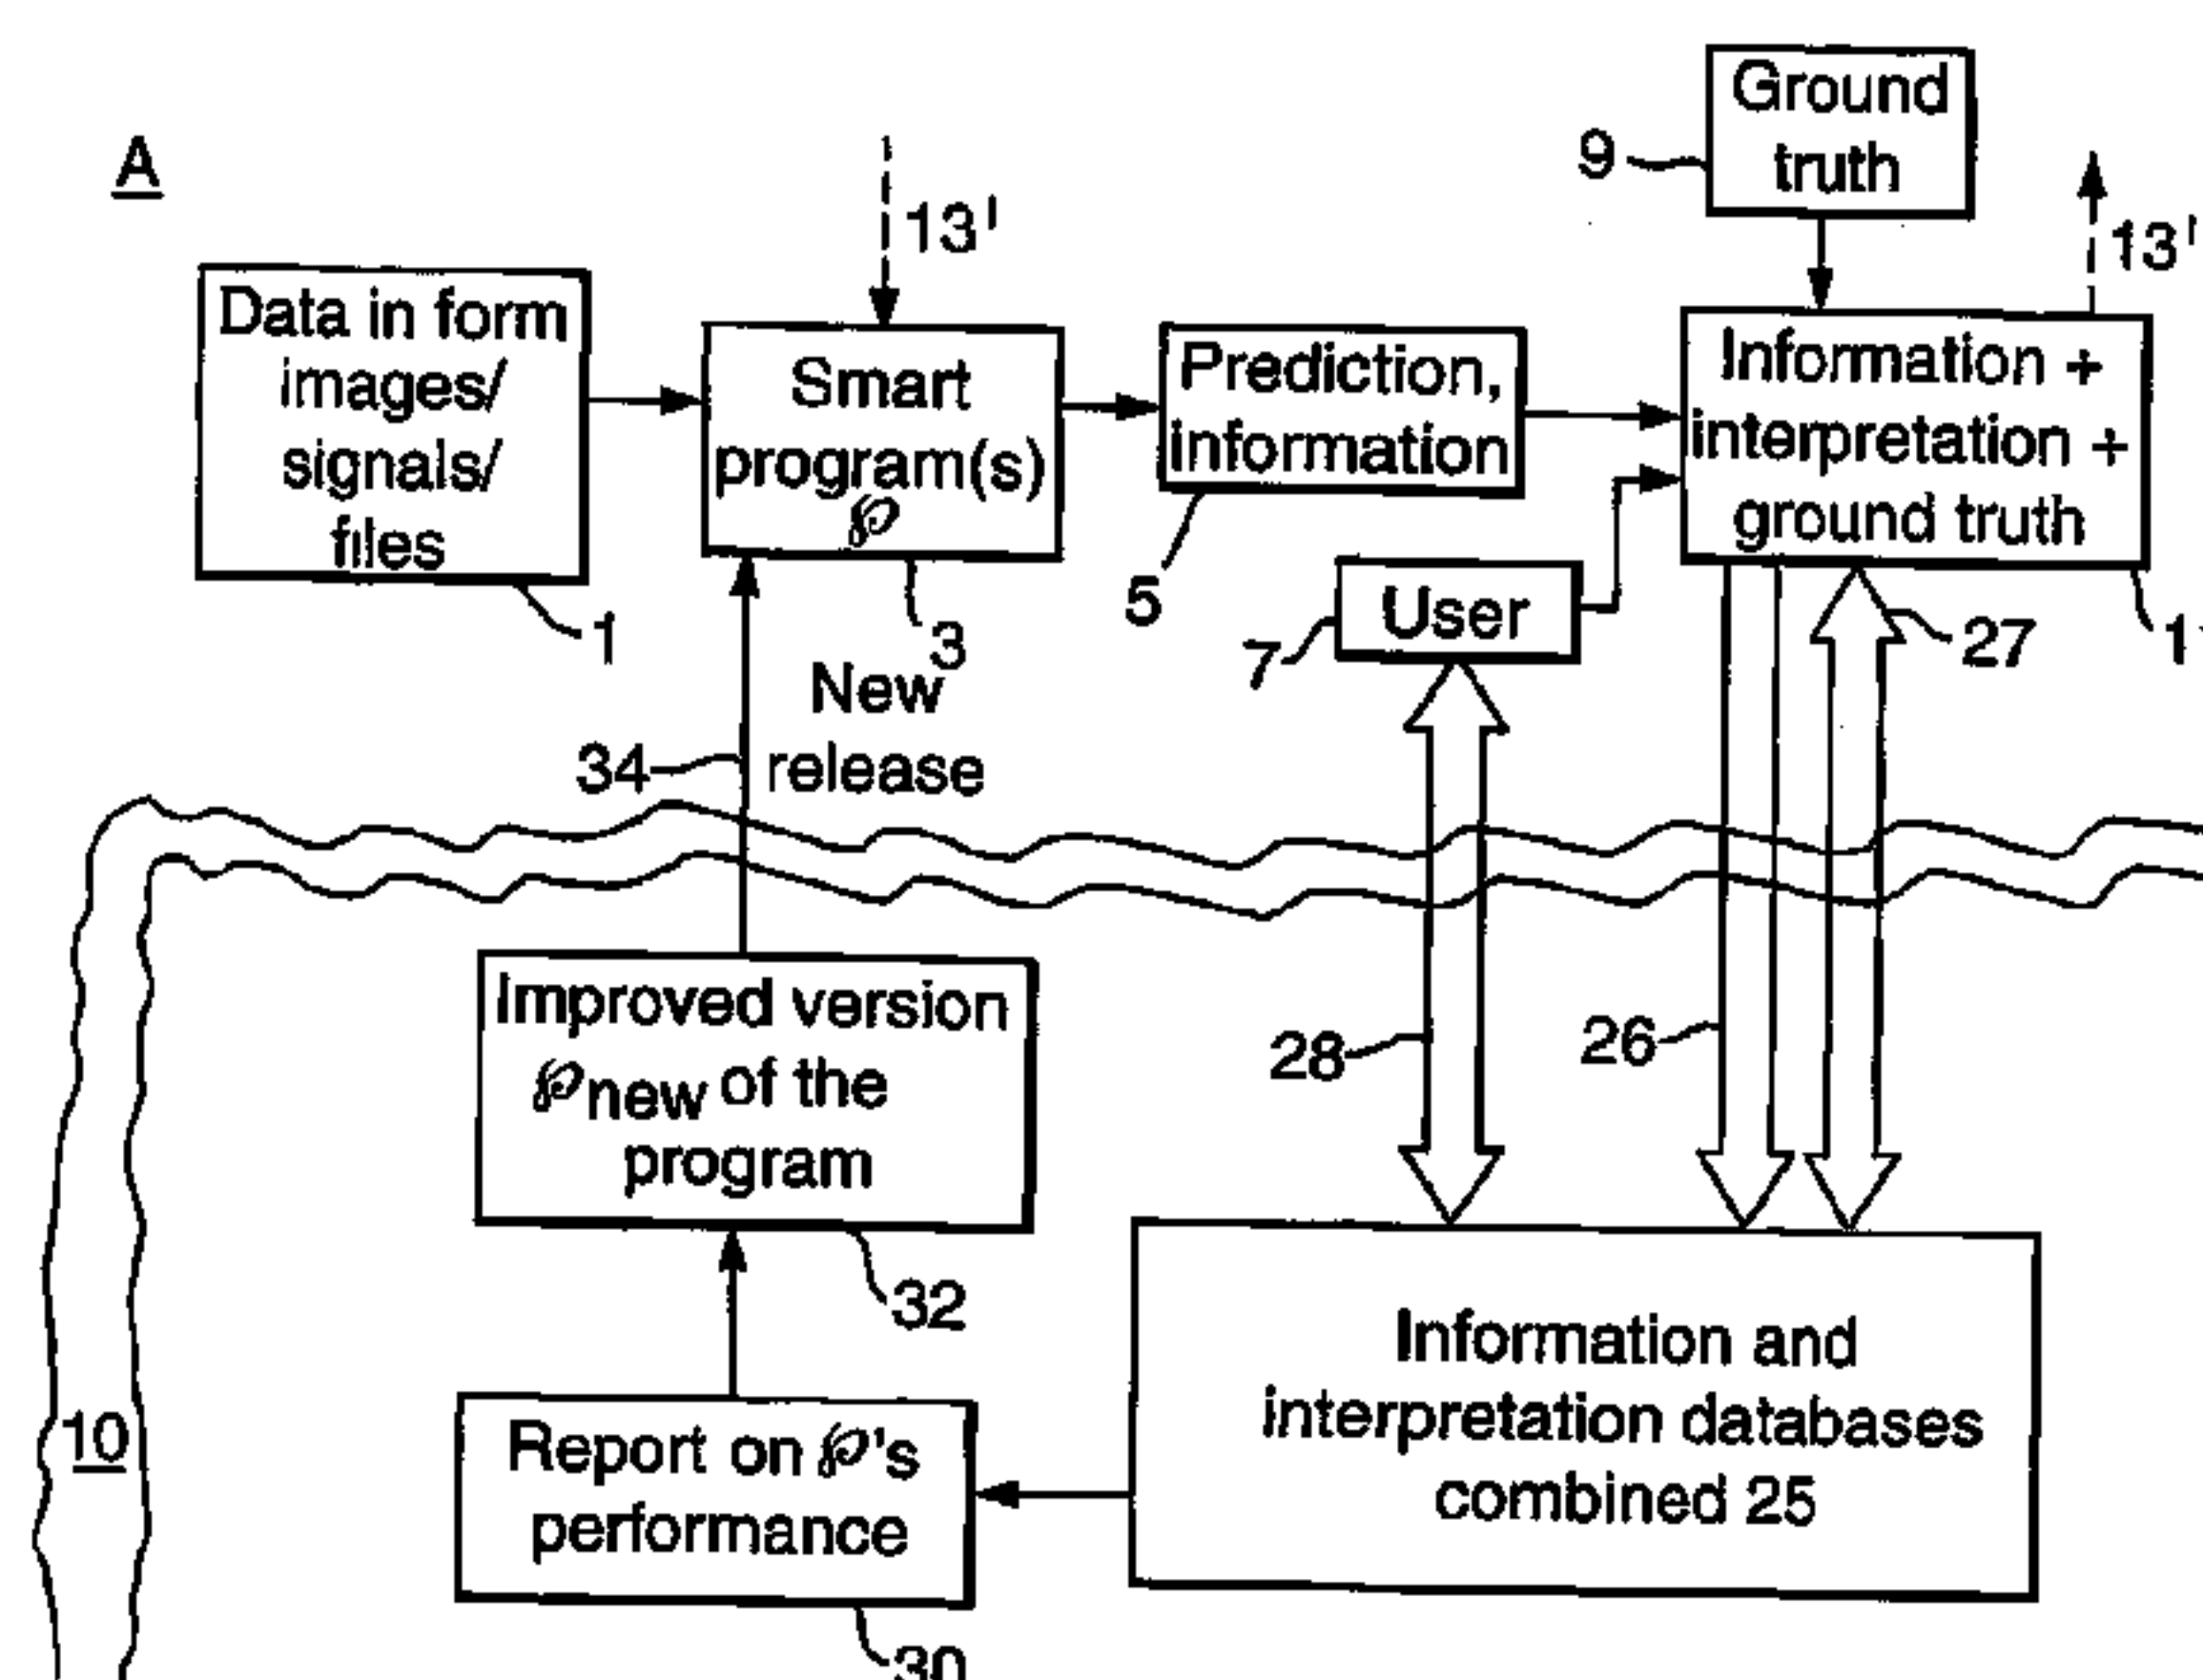 A
Ground
truth
9
13'
13'
Data in form
images/
signals/
files
1
Smart
program(s)
℘
3
Prediction,
information
5
Information +
interpretation +
ground truth
User
7
27
New
release
34
Improved version
℘new of the
program
32
28
26
Information and
interpretation databases
combined 25
Report on ℘'s
performance
30
10